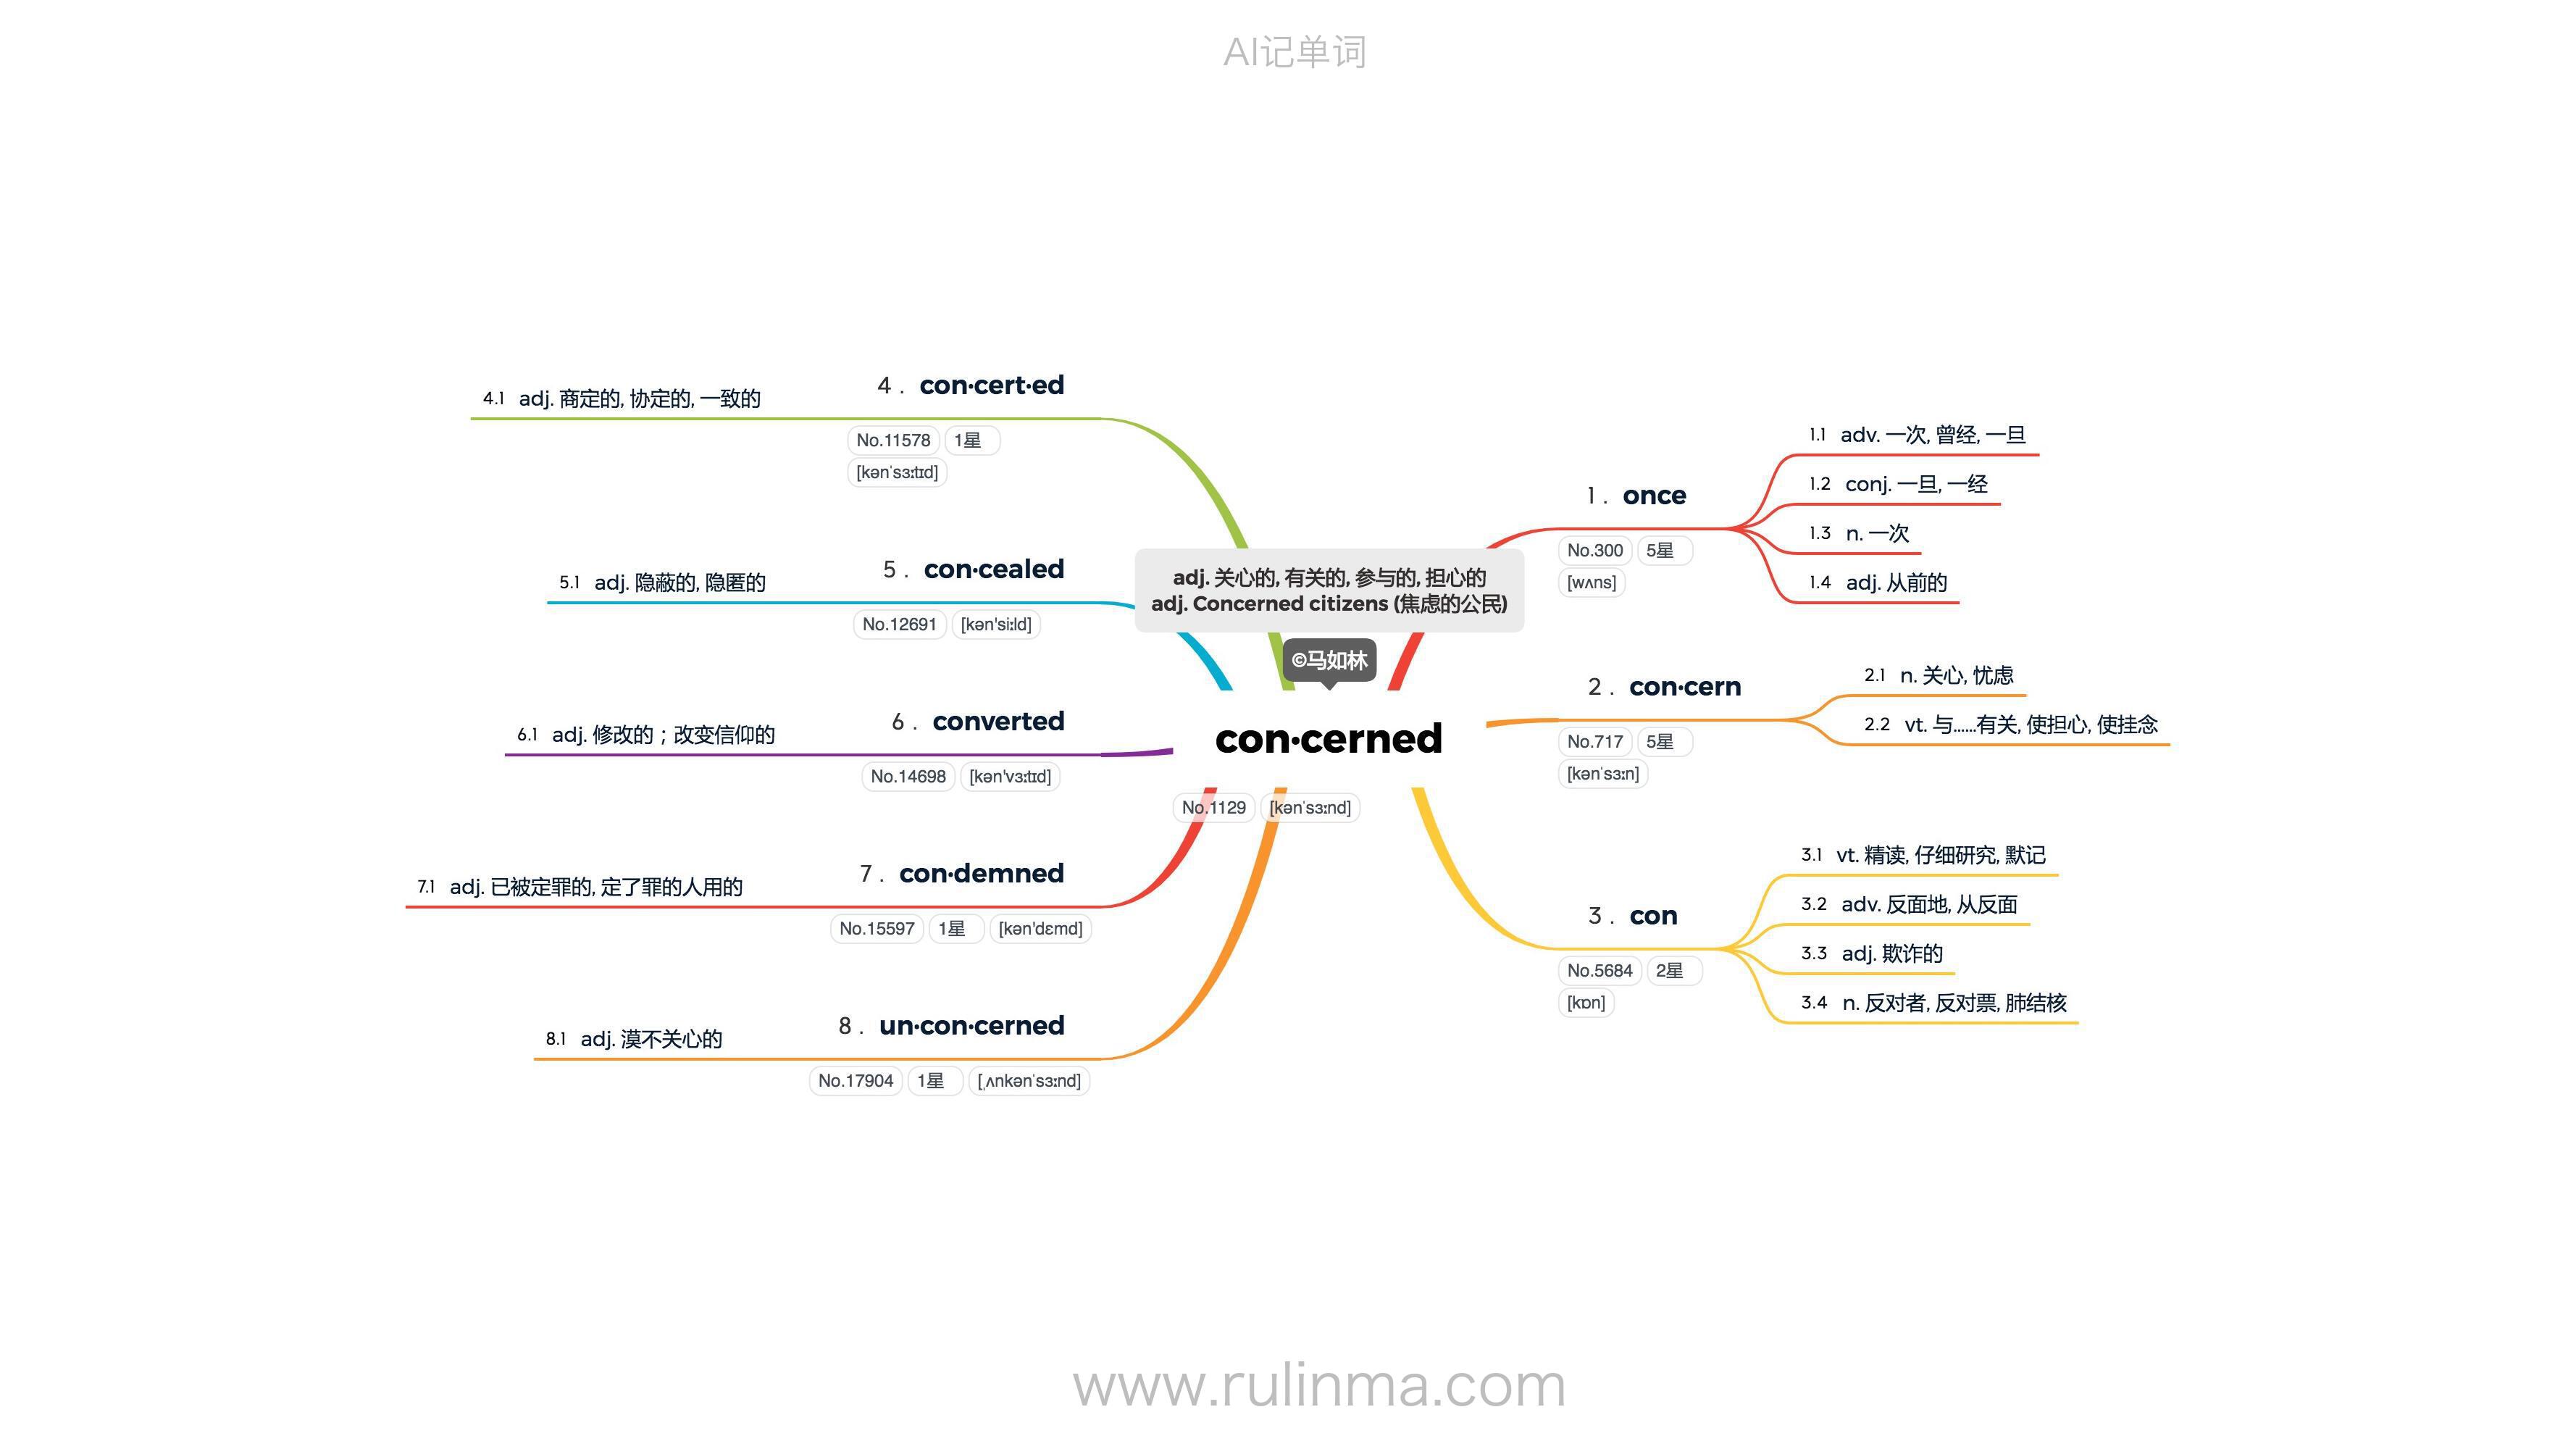 AI记单词
adj. 关心的, 有关的, 参与的, 担心的
adj. Concerned citizens (焦虑的公民)
©马如林
con·cerned
No.1129 [kənˈsɜːnd]
1 . once
No.300 5星
[wʌns]
1.1 adv. 一次, 曾经, 一旦
1.2 conj. 一旦, 一经
1.3 n. 一次
1.4 adj. 从前的
2 . con·cern
No.717 5星
[kənˈsɜːn]
2.1 n. 关心, 忧虑
2.2 vt. 与……有关, 使担心, 使挂念
3 . con
No.5684 2星
[kɒn]
3.1 vt. 精读, 仔细研究, 默记
3.2 adv. 反面地, 从反面
3.3 adj. 欺诈的
3.4 n. 反对者, 反对票, 肺结核
4 . con·cert·ed
No.11578 1星
[kənˈsɜːtɪd]
4.1 adj. 商定的, 协定的, 一致的
5 . con·cealed
No.12691 [kən'siːld]
5.1 adj. 隐蔽的, 隐匿的
6 . converted
No.14698 [kən'vɜːtɪd]
6.1 adj. 修改的；改变信仰的
7 . con·demned
No.15597 1星 [kən'dɛmd]
7.1 adj. 已被定罪的, 定了罪的人用的
8 . un·con·cerned
No.17904 1星 [ˌʌnkənˈsɜːnd]
8.1 adj. 漠不关心的
www.rulinma.com